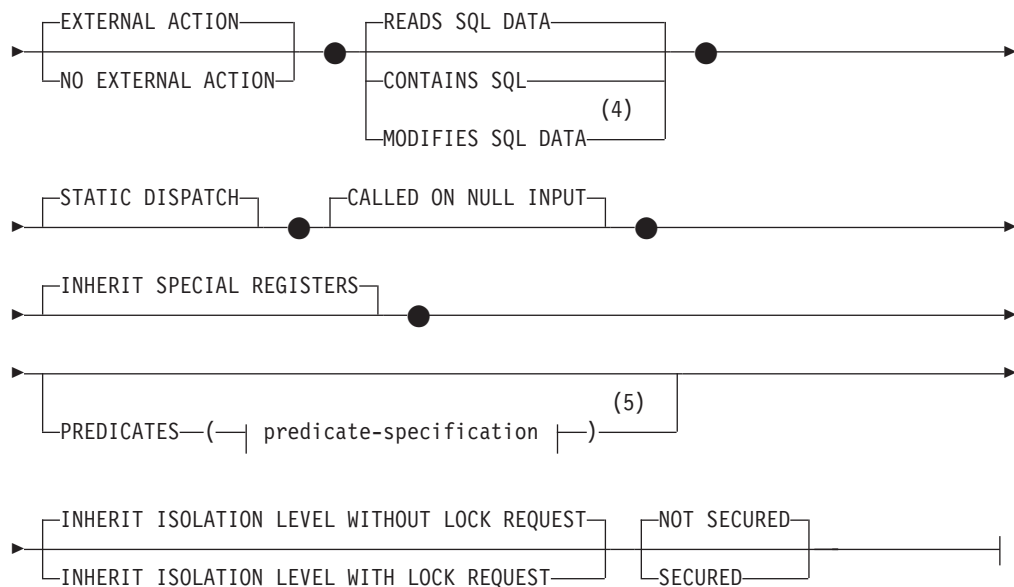 EXTERNAL ACTION READS SQL DATA
NO EXTERNAL ACTION CONTAINS SQL
(4)
MODIFIES SQL DATA
STATIC DISPATCH CALLED ON NULL INPUT
INHERIT SPECIAL REGISTERS
(5)
PREDICATES ( predicate-specification )
INHERIT ISOLATION LEVEL WITHOUT LOCK REQUEST NOT SECURED
INHERIT ISOLATION LEVEL WITH LOCK REQUEST SECURED